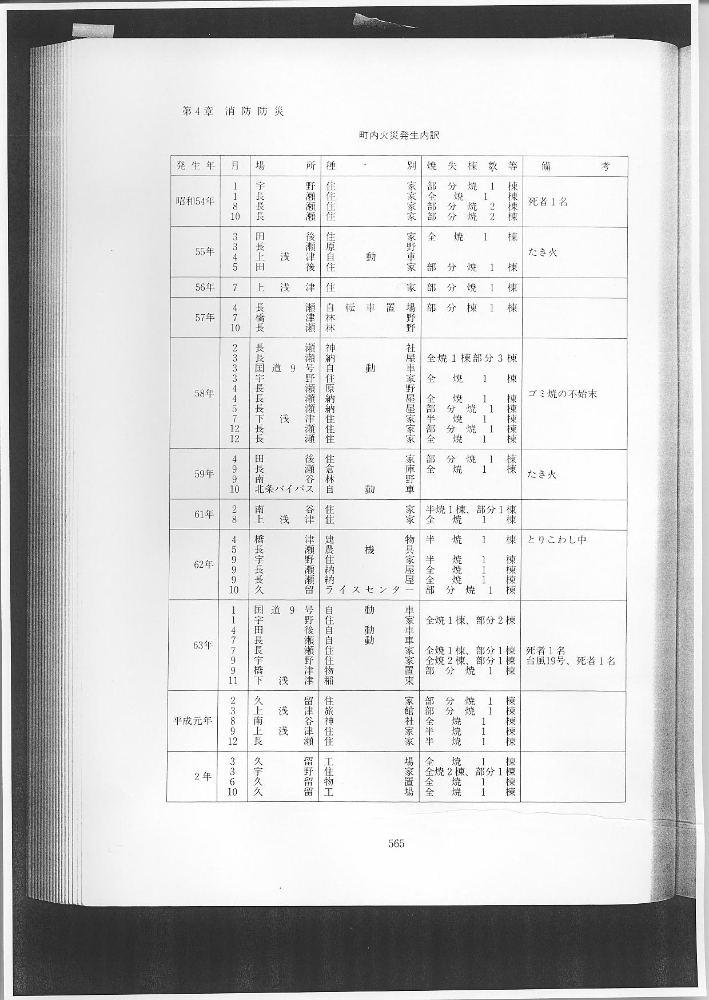 第4章 消防防災
町内火災発生内訳
発生年 月 場所 種別 焼失棟数等 備考
昭和54年 1 宇野 住家 部分焼1棟
1 長瀬 住家 全焼1棟 死者1名
8 長瀬 住家 部分焼2棟
10 長瀬 住家 部分焼2棟
55年 3 田後 住家 全焼1棟
3 長瀬 原野 たき火
4 上浅津 自動車
5 田後 住家 部分焼1棟
56年 7 上浅津 住家 部分焼1棟
57年 4 長瀬 自転車置場 部分棟1棟
7 橋津 林野
10 長瀬 林野
58年 2 長瀬 神社
3 長瀬 納屋 全焼1棟部分3棟
3 国道9号 自動車
3 宇野 住家 全焼1棟
4 長瀬 原野 ゴミ焼の不始末
4 長瀬 納屋 全焼1棟
5 長瀬 納屋 部分焼1棟
7 下浅津 住家 半焼1棟
12 長瀬 住家 部分焼1棟
12 長瀬 住家 全焼1棟
59年 4 田後 住家 部分焼1棟
9 長瀬 倉庫 全焼1棟
9 南谷 林野 たき火
10 北条バイパス 自動車
61年 2 南谷 住家 半焼1棟、部分1棟
8 上浅津 住家 全焼1棟
62年 4 橋津 建物 半焼1棟 とりこわし中
5 長瀬 農機具
9 宇野 住家 半焼1棟
9 長瀬 納屋 全焼1棟
9 長瀬 納屋 全焼1棟
10 久留 ライスセンター 部分焼1棟
63年 1 国道9号 自動車
1 宇野 住家 全焼1棟、部分2棟
4 田後 自動車
7 長瀬 自動車
7 長瀬 住家 全焼1棟、部分1棟 死者1名
9 宇野 住家 全焼2棟、部分1棟 台風19号、死者1名
9 橋津 物置 部分焼1棟
11 下浅津 稲束
平成元年 2 久留 住家 部分焼1棟
3 上浅津 旅館 部分焼1棟
8 南谷 神社 全焼1棟
9 上浅津 住家 半焼1棟
12 長瀬 住家 半焼1棟
2年 3 久留 工場 全焼1棟
3 宇野 住家 全焼2棟、部分1棟
6 久留 物置 全焼1棟
10 久留 工場 全焼1棟
565